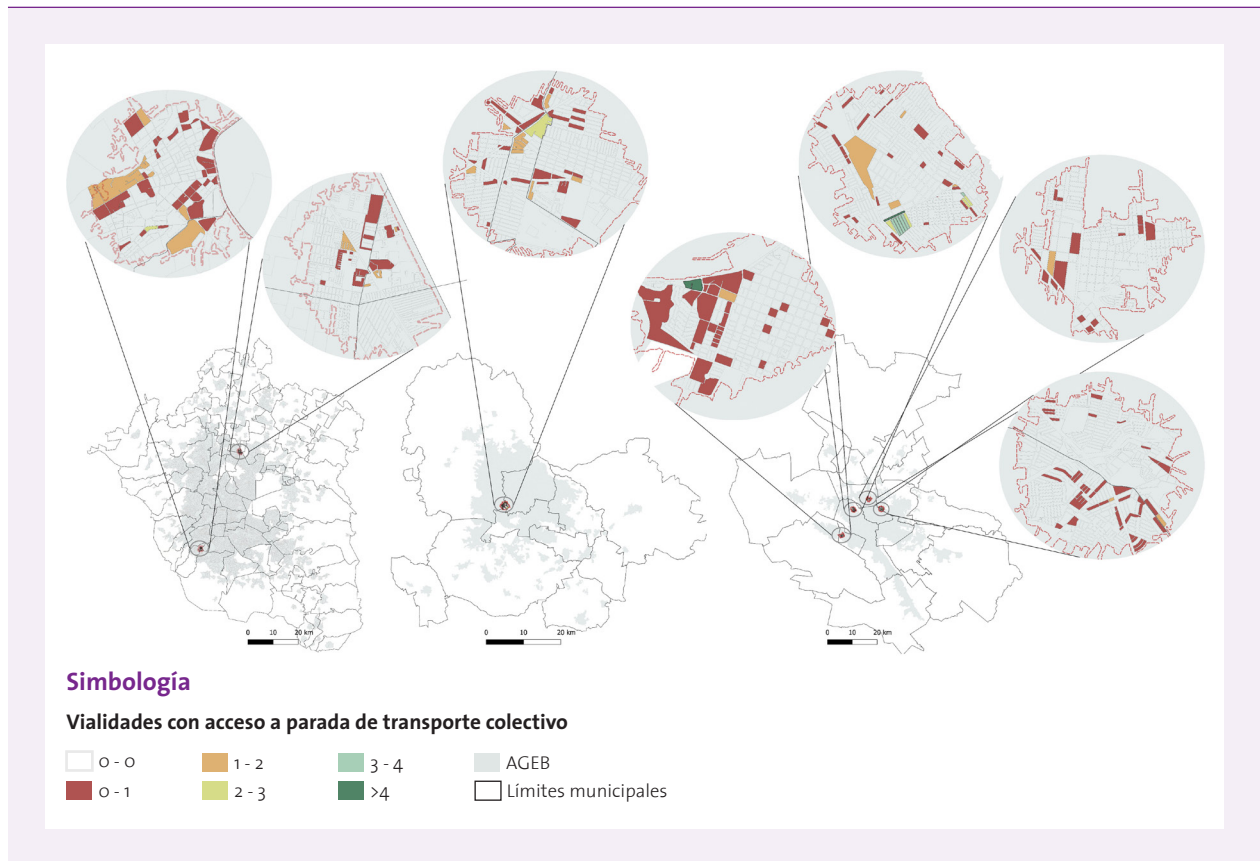 0 10 20 km
0 10 20 km
0 10 20 km
Simbología
Vialidades con acceso a parada de transporte colectivo
0 - 0
1 - 2
3 - 4
AGEB
0 - 1
2 - 3
>4
Límites municipales